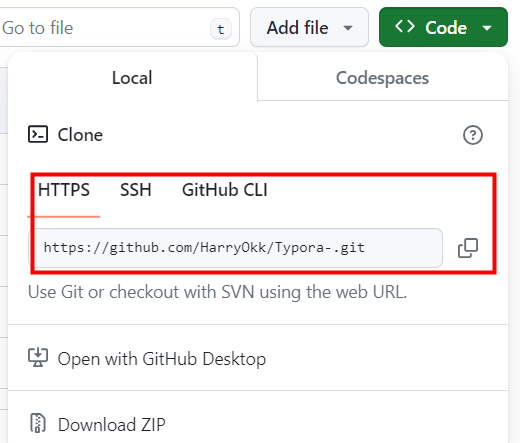 Go to file t Add file Code
Local Codespaces
Clone
HTTPS SSH GitHub CLI
https://github.com/HarryOkk/Typora-.git
Use Git or checkout with SVN using the web URL.
Open with GitHub Desktop
Download ZIP